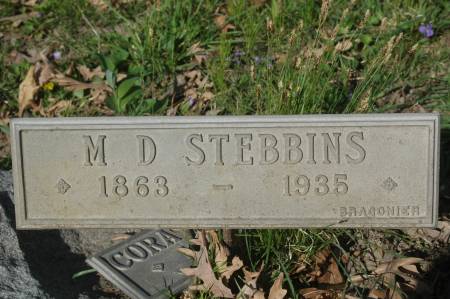 M D STEBBINS
1863 - 1935
BRAGONIER
CORA